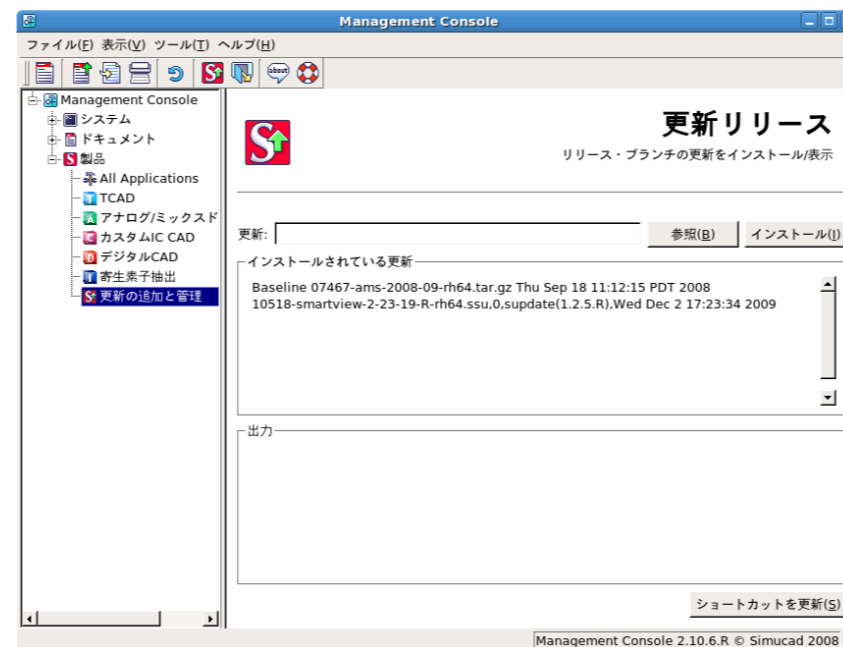 Management Console
ファイル(F) 表示(V) ツール(T) ヘルプ(H)
about
Management Console
システム
ドキュメント
製品
All Applications
TCAD
アナログ/ミックスド
カスタムIC CAD
デジタルCAD
寄生素子抽出
更新の追加と管理
更新リリース
リリース・ブランチの更新をインストール/表示
更新: 参照(B) インストール(I)
インストールされている更新
Baseline 07467-ams-2008-09-rh64.tar.gz Thu Sep 18 11:12:15 PDT 2008
10518-smartview-2-23-19-R-rh64.ssu,0,supdate(1.2.5.R),Wed Dec 2 17:23:34 2009
出力
ショートカットを更新(S)
Management Console 2.10.6.R © Simucad 2008